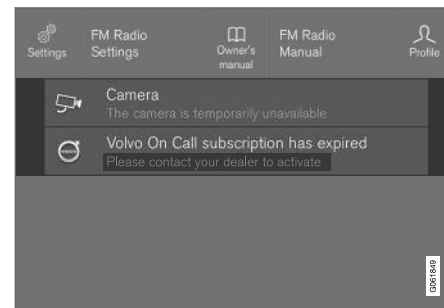 Settings
FM Radio
Settings
Owner's
manual
FM Radio
Manual
Profile
Camera
The camera is temporarily unavailable
VOLVO
Volvo On Call subscription has expired
Please contact your dealer to activate
G061849